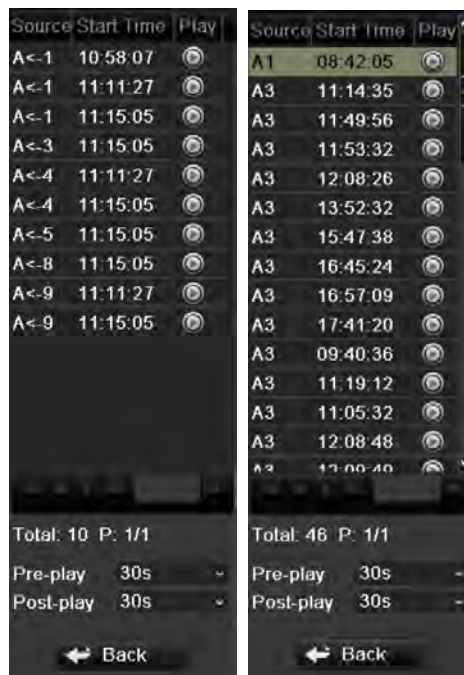 Source Start Time Play
A<-1 10:58:07
A<-1 11:11:27
A<-1 11:15:05
A<-3 11:15:05
A<-4 11:11:27
A<-4 11:15:05
A<-5 11:15:05
A<-8 11:15:05
A<-9 11:11:27
A<-9 11:15:05
Total: 10 P: 1/1
Pre-play 30s
Post-play 30s
Back
Source Start Time Play
A1 08:42:05
A3 11:14:35
A3 11:49:56
A3 11:53:32
A3 12:08:26
A3 13:52:32
A3 15:47:38
A3 16:45:24
A3 16:57:09
A3 17:41:20
A3 09:40:36
A3 11:19:12
A3 11:05:32
A3 12:08:48
A3
Total: 46 P: 1/1
Pre-play 30s
Post-play 30s
Back